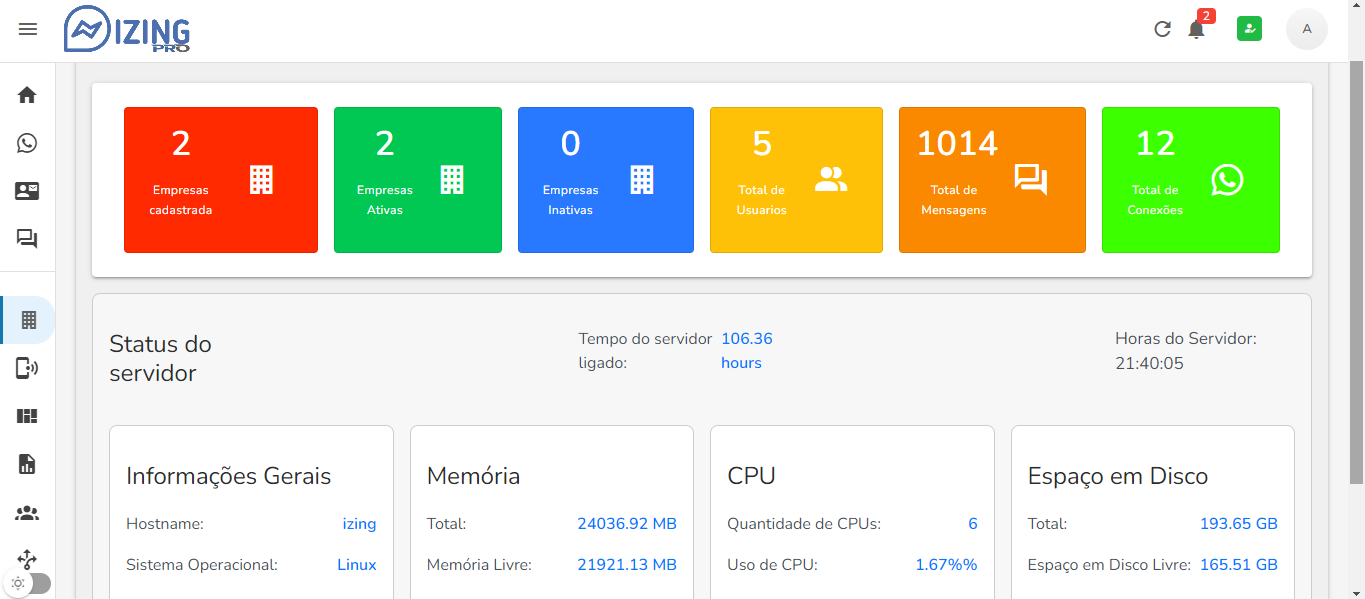 IZING
PRO
2
A
2
Empresas
cadastrada
2
Empresas
Ativas
0
Empresas
Inativas
5
Total de
Usuarios
1014
Total de
Mensagens
12
Total de
Conexões
Status do
servidor
Tempo do servidor 106.36
ligado: hours
Horas do Servidor:
21:40:05
Informações Gerais
Hostname: izing
Sistema Operacional: Linux
Memória
Total: 24036.92 MB
Memória Livre: 21921.13 MB
CPU
Quantidade de CPUs: 6
Uso de CPU: 1.67%%
Espaço em Disco
Total: 193.65 GB
Espaço em Disco Livre: 165.51 GB